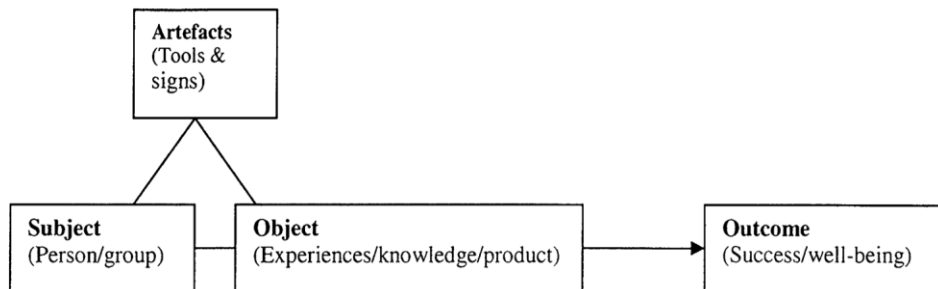 Artefacts
(Tools &
signs)
Subject
(Person/group)
Object
(Experiences/knowledge/product)
Outcome
(Success/well-being)